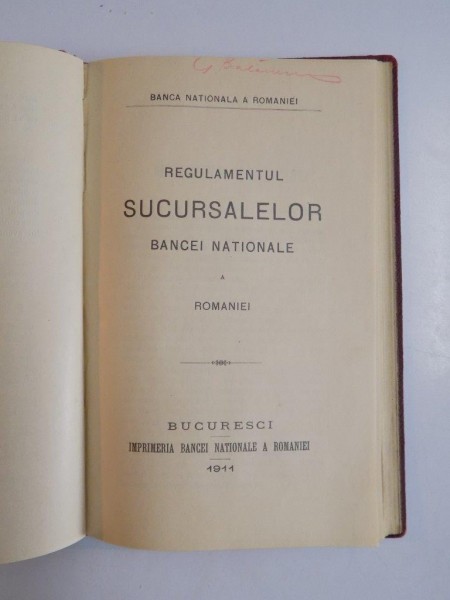 BANCA NATIONALA A ROMANIEI
REGULAMENTUL
SUCURSALELOR
BANCEI NATIONALE
A
ROMANIEI
BUCURESCI
IMPRIMERIA BANCEI NATIONALE A ROMANIEI
1911